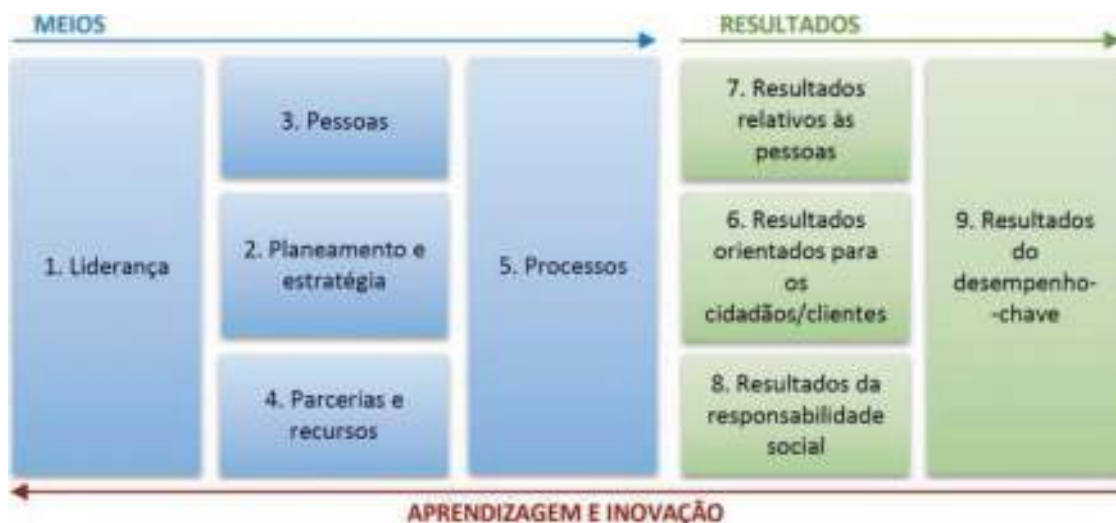 MEIOS
RESULTADOS
1. Liderança
3. Pessoas
2. Planeamento e
estratégia
4. Parcerias e
recursos
5. Processos
7. Resultados
relativos às
pessoas
6. Resultados
orientados para
os
cidadãos/clientes
8. Resultados da
responsabilidade
social
9. Resultados
do
desempenho-
-chave
APRENDIZAGEM E INOVAÇÃO